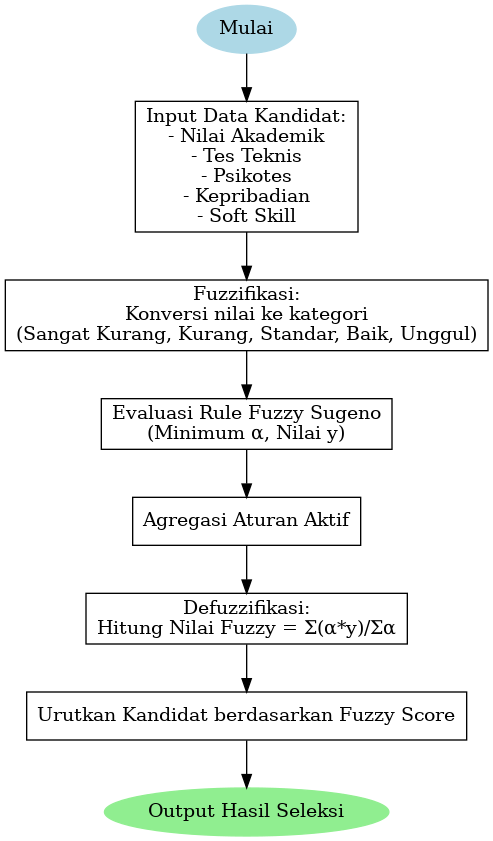 Mulai
Input Data Kandidat:
- Nilai Akademik
- Tes Teknis
- Psikotes
- Kepribadian
- Soft Skill
Fuzzifikasi:
Konversi nilai ke kategori
(Sangat Kurang, Kurang, Standar, Baik, Unggul)
Evaluasi Rule Fuzzy Sugeno
(Minimum α, Nilai y)
Agregasi Aturan Aktif
Defuzzifikasi:
Hitung Nilai Fuzzy = Σ(α*y)/Σα
Urutkan Kandidat berdasarkan Fuzzy Score
Output Hasil Seleksi